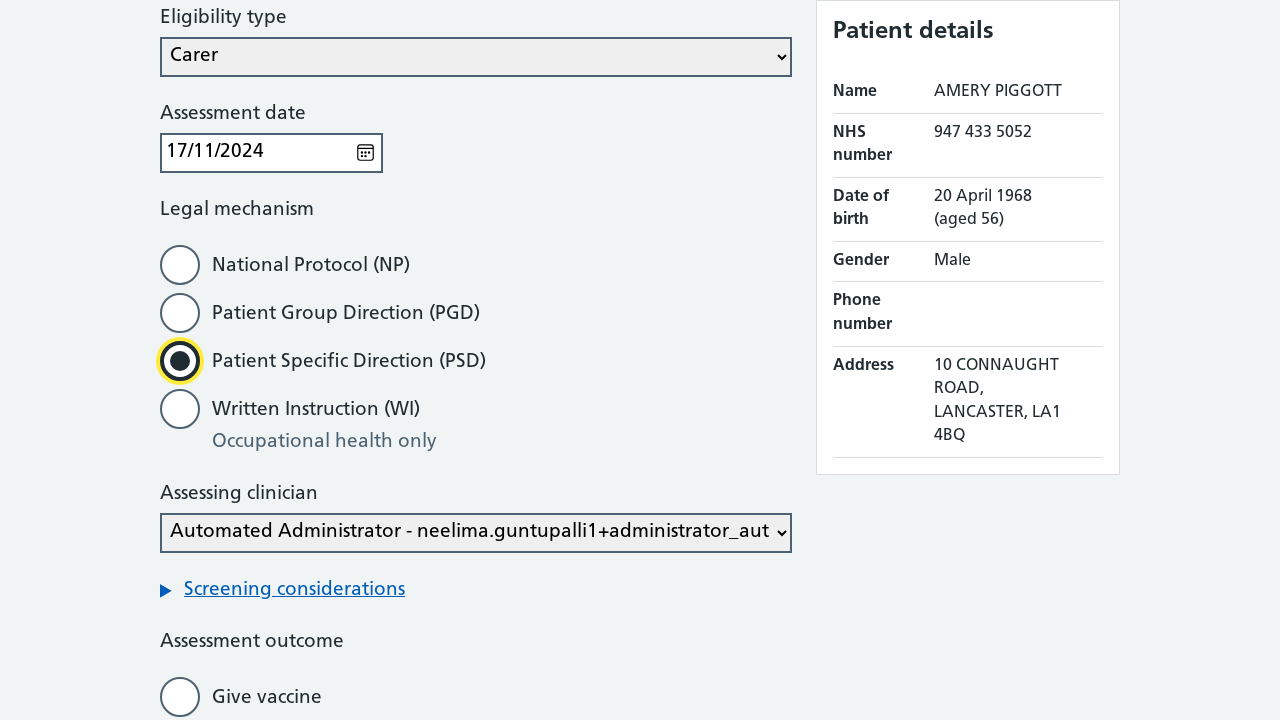 Eligibility type
Carer
Assessment date
17/11/2024
Legal mechanism
National Protocol (NP)
Patient Group Direction (PGD)
Patient Specific Direction (PSD)
Written Instruction (WI)
Occupational health only
Assessing clinician
Automated Administrator - neelima.guntupalli1+administrator_aut
Screening considerations
Assessment outcome
Give vaccine
Patient details
Name AMERY PIGGOTT
NHS number 947 433 5052
Date of birth 20 April 1968 (aged 56)
Gender Male
Phone number
Address 10 CONNAUGHT
ROAD,
LANCASTER, LA1
4BQ